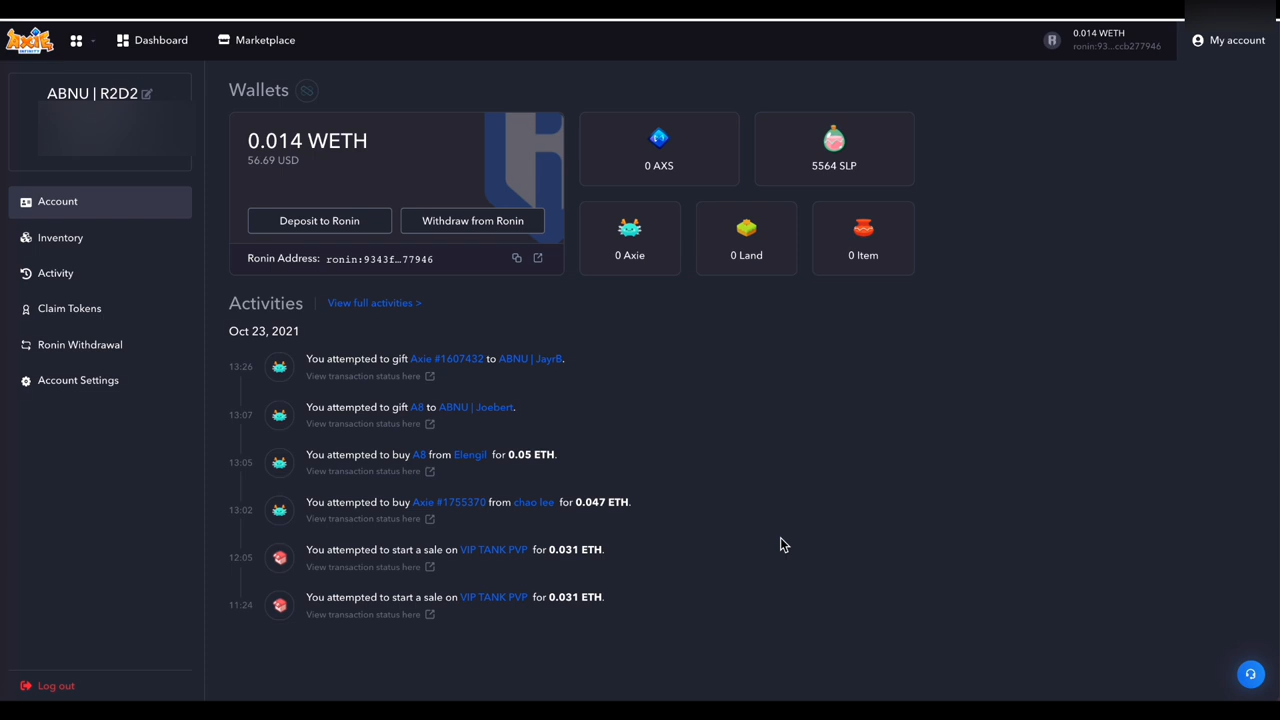 AXIE
INFINITY
Dashboard
Marketplace
0.014 WETH
ronin:93...ccb277946
My account
ABNU | R2D2
Account
Inventory
Activity
Claim Tokens
Ronin Withdrawal
Account Settings
Log out
Wallets
0.014 WETH
56.69 USD
Deposit to Ronin
Withdraw from Ronin
Ronin Address: ronin:9343f…77946
0 AXS
5564 SLP
0 Axie
0 Land
0 Item
Activities
View full activities >
Oct 23, 2021
13:26
You attempted to gift Axie #1607432 to ABNU | JayrB.
View transaction status here
13:07
You attempted to gift A8 to ABNU | Joebert.
View transaction status here
13:05
You attempted to buy A8 from Elengil for 0.05 ETH.
View transaction status here
13:02
You attempted to buy Axie #1755370 from chao lee for 0.047 ETH.
View transaction status here
12:05
You attempted to start a sale on VIP TANK PVP for 0.031 ETH.
View transaction status here
11:24
You attempted to start a sale on VIP TANK PVP for 0.031 ETH.
View transaction status here